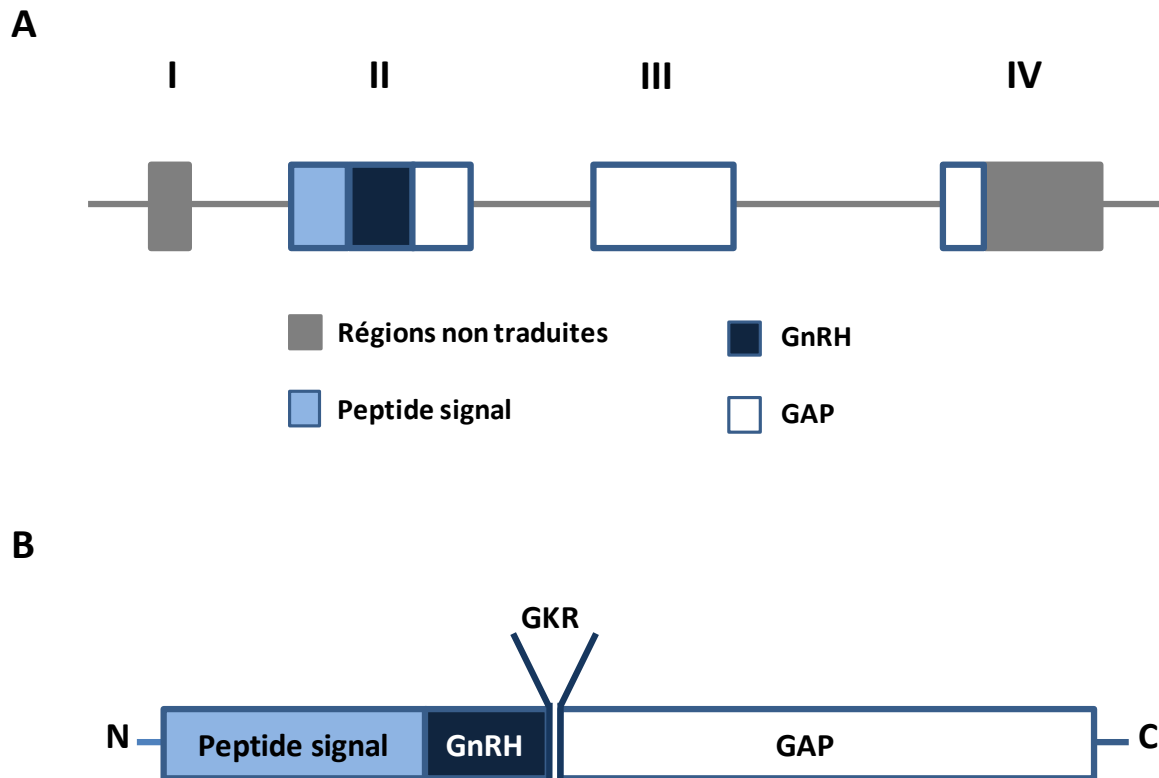 A
I II III IV
Régions non traduites GnRH
Peptide signal GAP
B
GKR
N Peptide signal GnRH GAP C